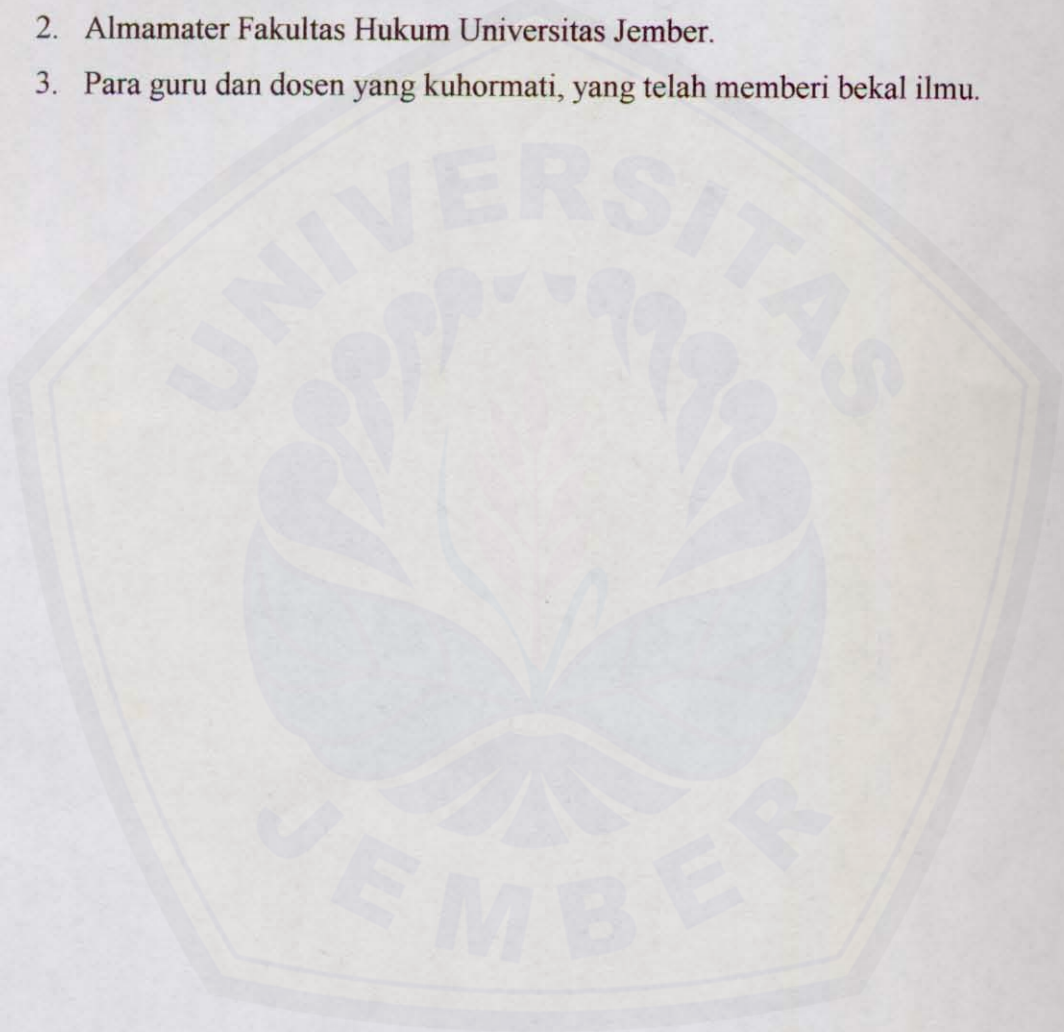 2. Almamater Fakultas Hukum Universitas Jember.
3. Para guru dan dosen yang kuhormati, yang telah memberi bekal ilmu.
UNIVERSITAS
JEMBER